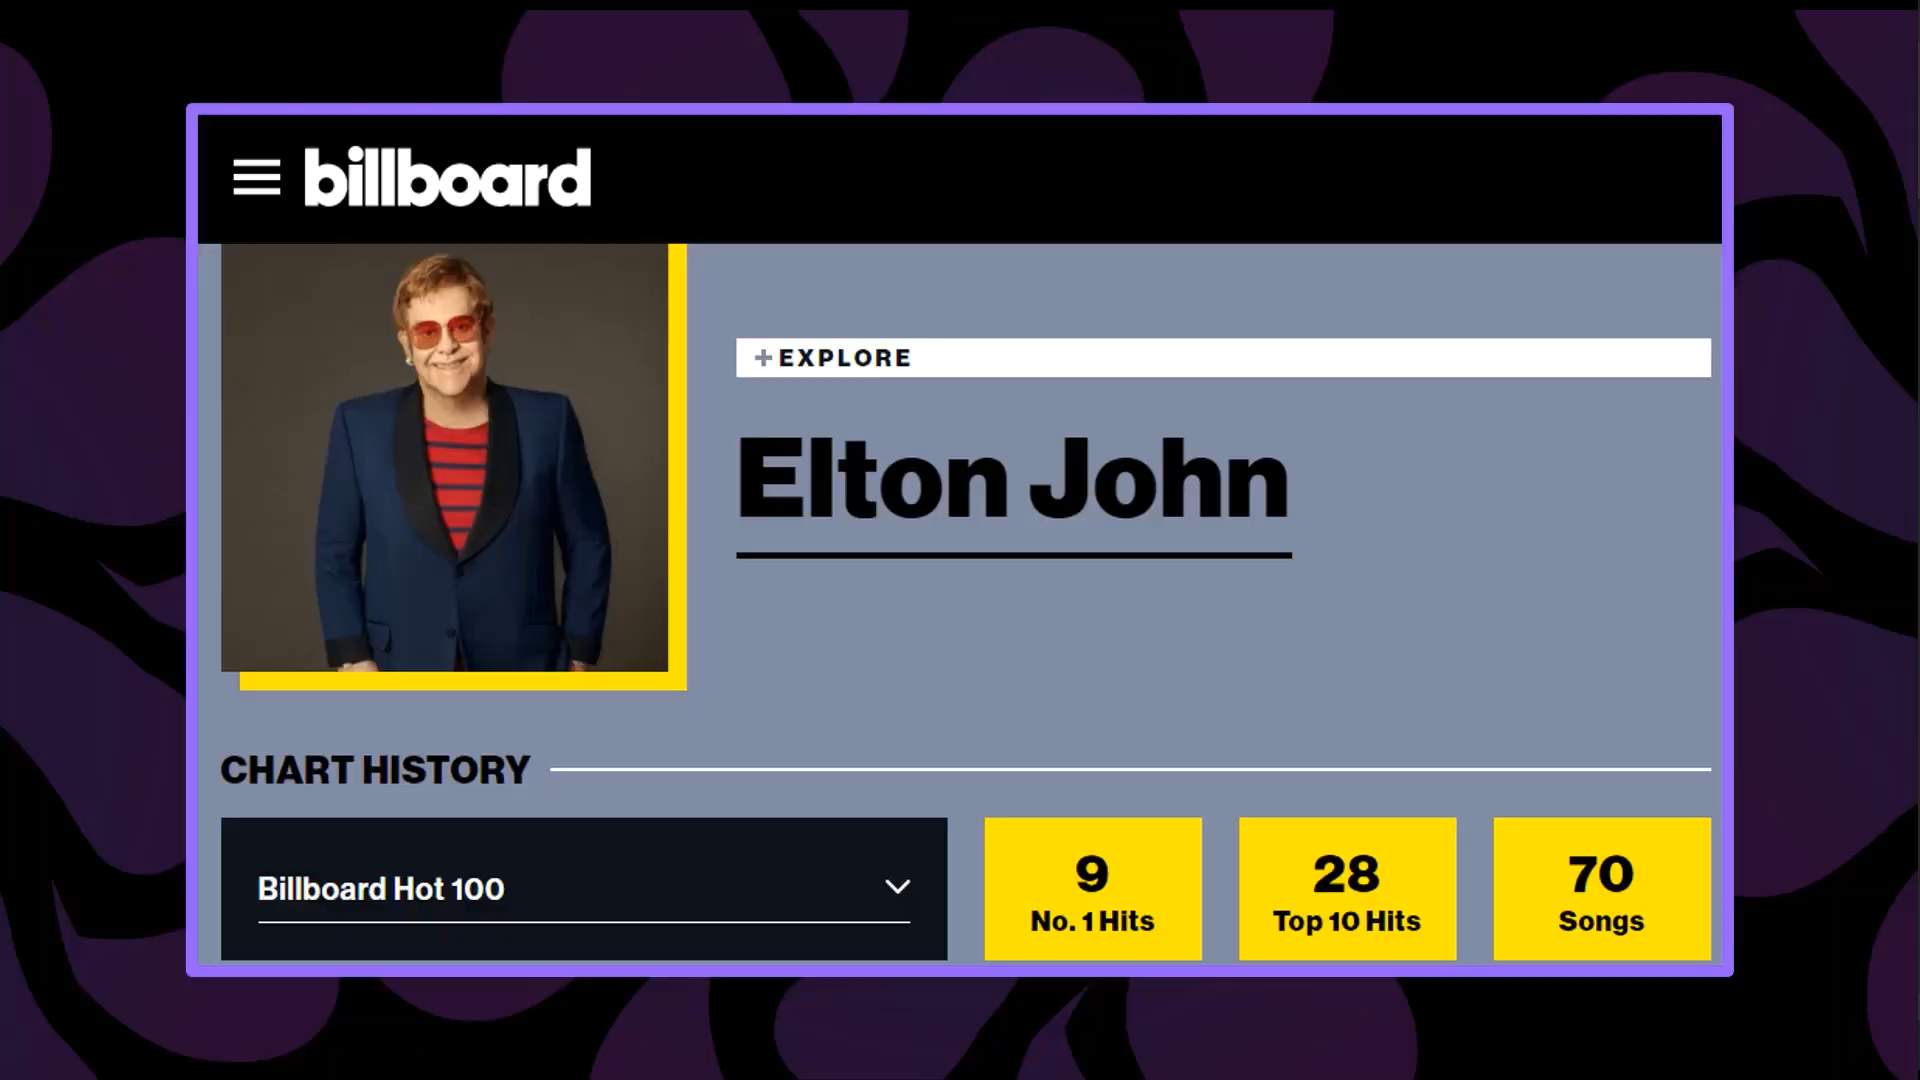 billboard
+EXPLORE
Elton John
CHART HISTORY
Billboard Hot 100
9
No. 1 Hits
28
Top 10 Hits
70
Songs